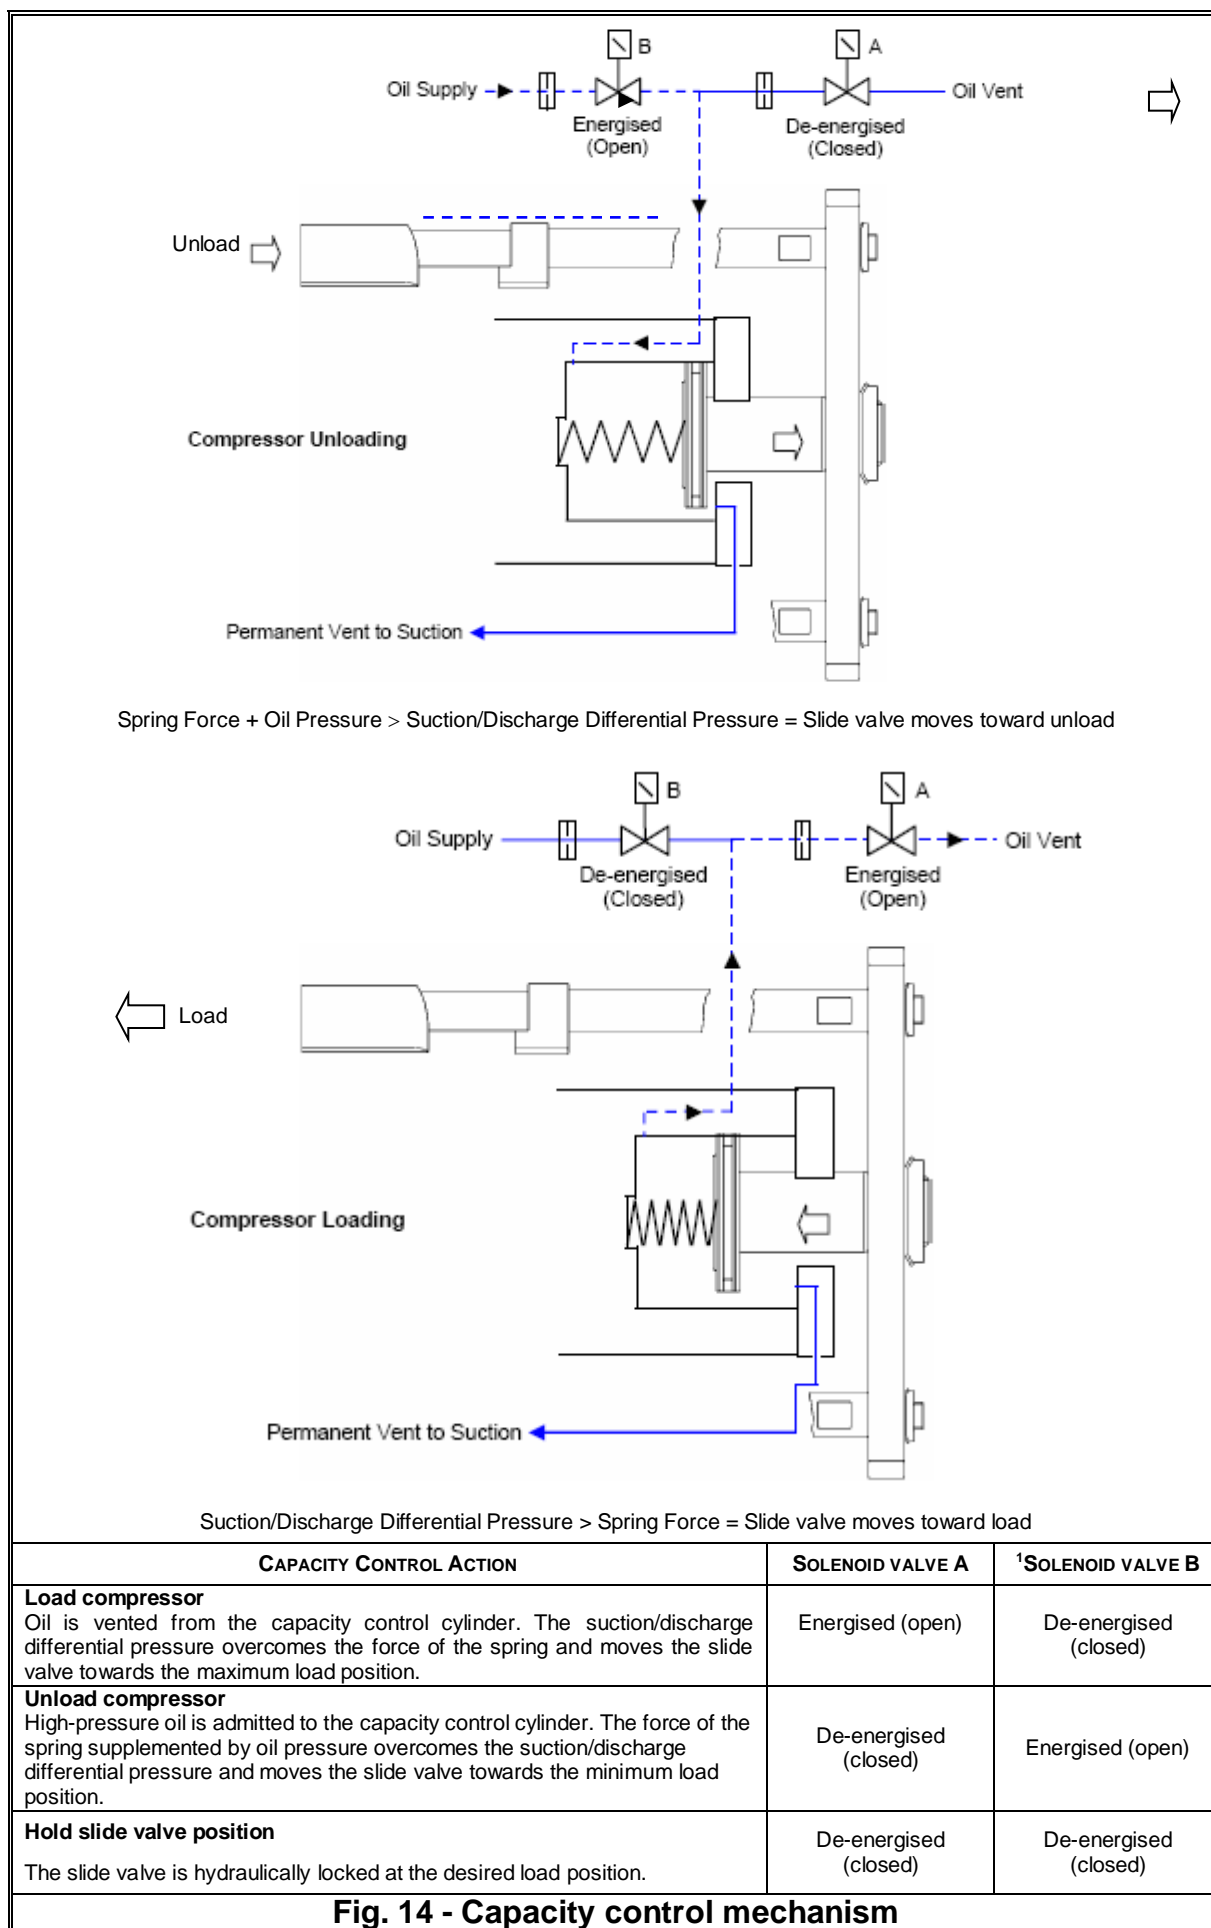 B
A
Oil Supply
Oil Vent
Energised
(Open)
De-energised
(Closed)
Unload
Compressor Unloading
Permanent Vent to Suction
Spring Force + Oil Pressure > Suction/Discharge Differential Pressure = Slide valve moves toward unload
B
A
Oil Supply
Oil Vent
De-energised
(Closed)
Energised
(Open)
Load
Compressor Loading
Permanent Vent to Suction
Suction/Discharge Differential Pressure > Spring Force = Slide valve moves toward load
CAPACITY CONTROL ACTION
SOLENOID VALVE A
¹SOLENOID VALVE B
Load compressor
Oil is vented from the capacity control cylinder. The suction/discharge
differential pressure overcomes the force of the spring and moves the slide
valve towards the maximum load position.
Energised (open)
De-energised
(closed)
Unload compressor
High-pressure oil is admitted to the capacity control cylinder. The force of the
spring supplemented by oil pressure overcomes the suction/discharge
differential pressure and moves the slide valve towards the minimum load
position.
De-energised
(closed)
Energised (open)
Hold slide valve position
The slide valve is hydraulically locked at the desired load position.
De-energised
(closed)
De-energised
(closed)
Fig. 14 - Capacity control mechanism